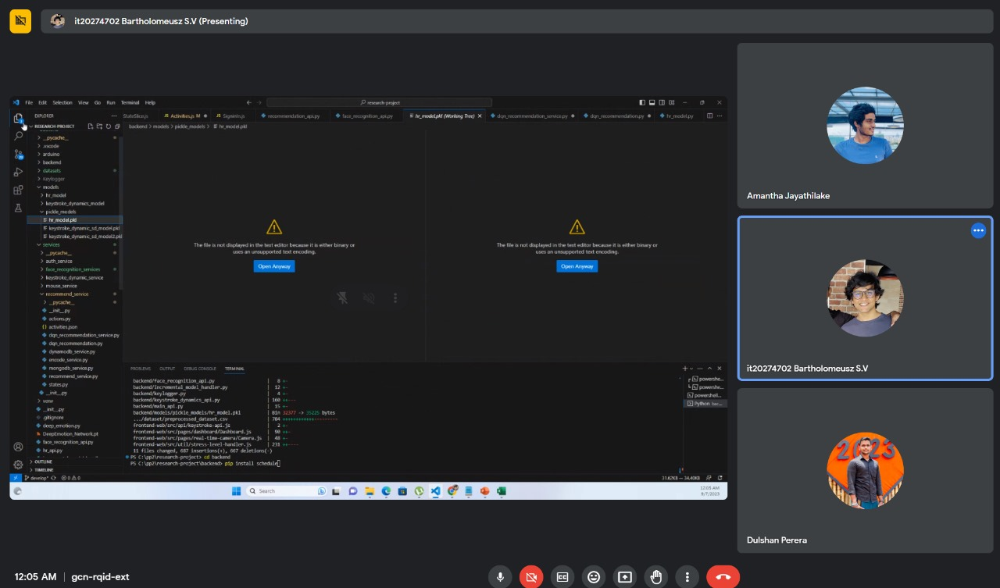 it20274702 Bartholomeusz S.V (Presenting)
File Edit Selection View Go Run Terminal Help
research-project
EXPLORER
StateSlice.js
Activities.js M
SignemIn.js
recommendation_api.py
face_recognition_api.py
hr_model.pkl (Working Tree)
dqn_recommendation_service.py
dqn_recommendation.py
hr_model.py
RESEARCH-PROJECT
backend > models > pickle_models > hr_model.pkl
__pycache__
.vscode
arduino
backend
datasets
Keylogger
models
hr_model
keystroke_dynamics_model
pickle_models
hr_model.pkl
keystroke_dynamic_sd_model.pkl
keystroke_dynamic_sd_model2.pkl
services
__pycache__
auth_service
face_recognition_services
keystroke_dynamic_service
mouse_service
recommend_service
__pycache__
__init__.py
actions.py
activities.json
dqn_recommendation_service.py
dqn_recommendation.py
dynamodb_service.py
encode_service.py
mongodb_service.py
recommend_service.py
states.py
__init__.py
venv
__init__.py
.gitignore
deep_emotion.py
DeepEmotion_Network.pt
face_recognition_api.py
hr_api.py
OUTLINE
TIMELINE
The file is not displayed in the text editor because it is either binary or
uses an unsupported text encoding.
Open Anyway
The file is not displayed in the text editor because it is either binary or
uses an unsupported text encoding.
Open Anyway
PROBLEMS OUTPUT DEBUG CONSOLE TERMINAL
backend/face_recognition_api.py | 8 +-
backend/incremental_model_handler.py | 12 +-
backend/keylogger.py | 4 +-
backend/keystroke_dynamics_api.py | 160 ++---
backend/main_api.py | 15 +-
backend/models/pickle_models/hr_model.pkl | Bin 32377 -> 35225 bytes
.../dataset/preprocessed_dataset.csv | 784 +++++++++++---------
frontend-web/src/api/keystroke-api.js | 2 +-
frontend-web/src/pages/dashboard/Dashboard.js | 90 +-
frontend-web/src/pages/real-time-camera/Camera.js | 48 +-
frontend-web/src/util/stress-level-handler.js | 231 ++----
11 files changed, 687 insertions(+), 667 deletions(-)
PS C:\pp2\research-project> cd backend
PS C:\pp2\research-project\backend> pip install schedule
powershe...
powershe...
powershell...
Python bac...
develop*
0 0
31.62KB -- 34.40KB
Search
12:05 AM
9/7/2023
Amantha Jayathilake
it20274702 Bartholomeusz S.V
2023
Dulshan Perera
12:05 AM | gcn-rqid-ext